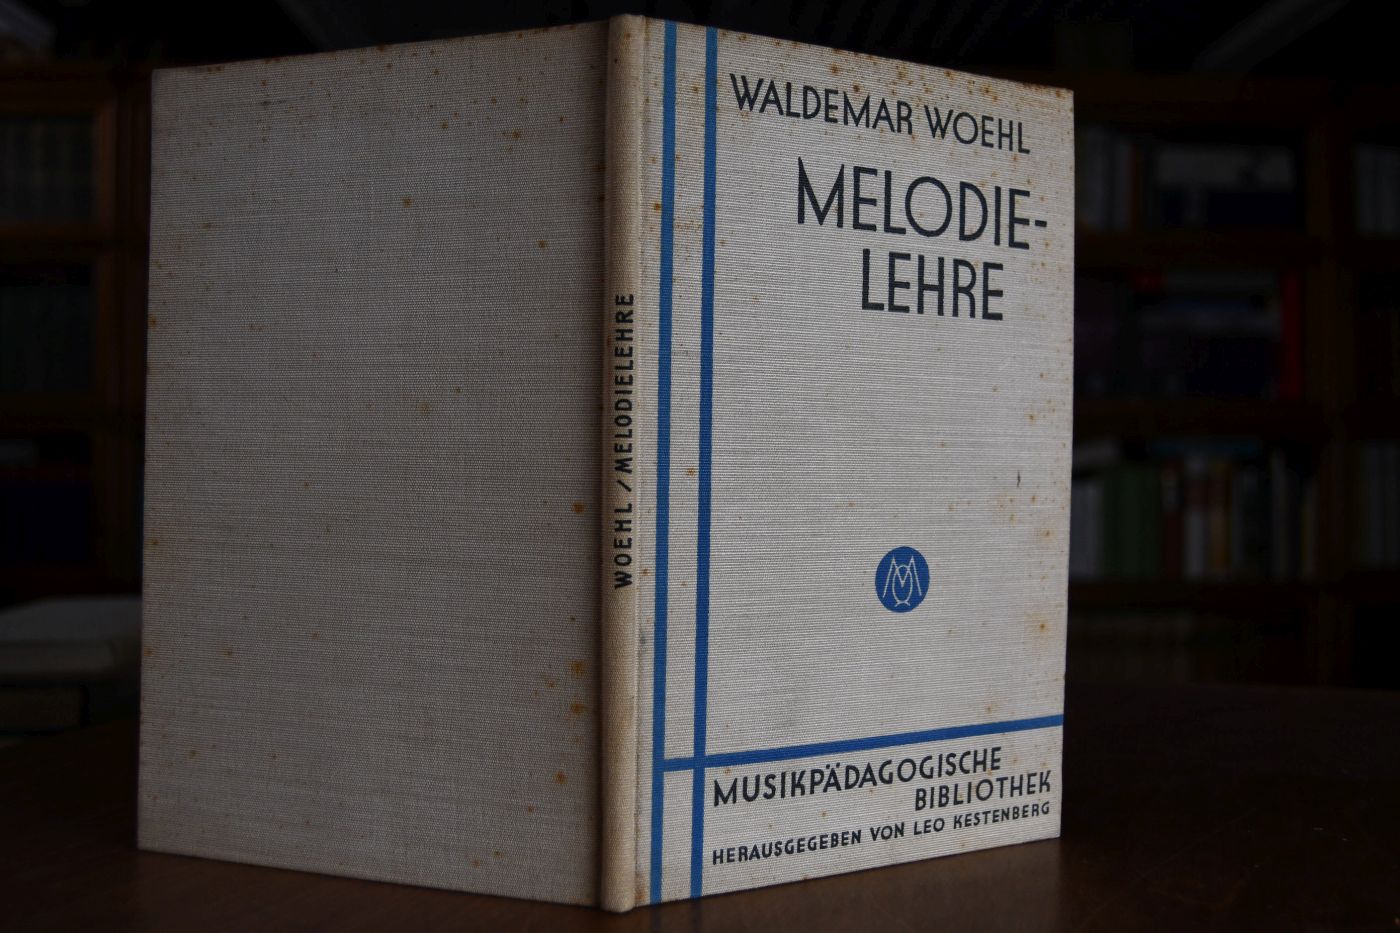 WOEHL / MELODIELEHRE
WALDEMAR WOEHL
MELODIE-
LEHRE
MUSIKPÄDAGOGISCHE
BIBLIOTHEK
HERAUSGEGEBEN VON LEO KESTENBERG